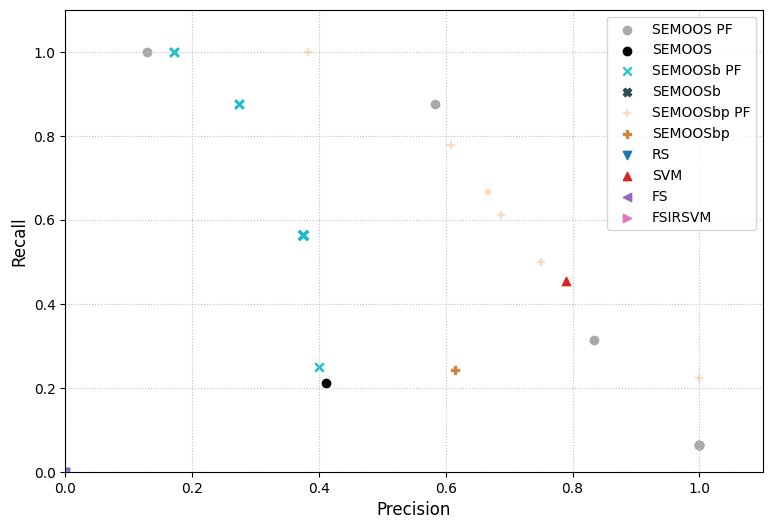 1.0
0.8
0.6
0.4
0.2
0.0
Recall
0.0 0.2 0.4 0.6 0.8 1.0
Precision
SEMOOS PF
SEMOOS
SEMOOSb PF
SEMOOSb
SEMOOSbp PF
SEMOOSbp
RS
SVM
FS
FSIRSVM